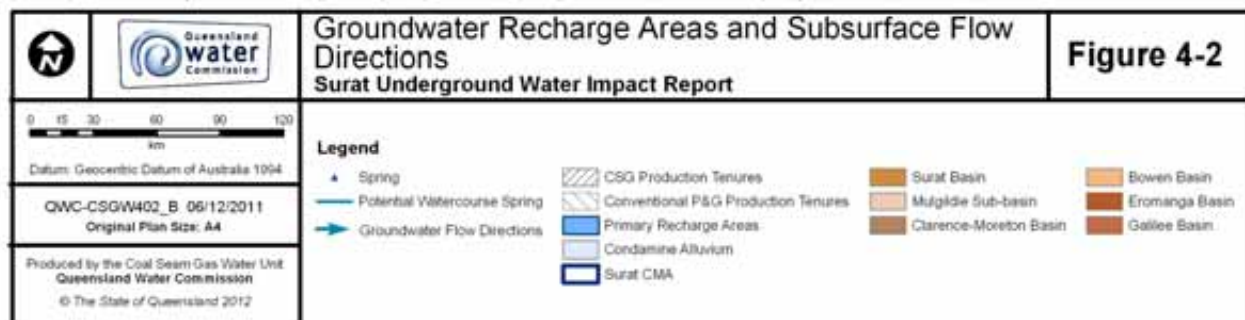 N
Queensland
water
Commission
Groundwater Recharge Areas and Subsurface Flow
Directions
Surat Underground Water Impact Report
Figure 4-2
0 15 30 60 90 120
km
Datum: Geocentric Datum of Australia 1994
QWC-CSGW402_B 06/12/2011
Original Plan Size: A4
Produced by the Coal Seam Gas Water Unit
Queensland Water Commission
© The State of Queensland 2012
Legend
Spring
Potential Watercourse Spring
Groundwater Flow Directions
CSG Production Tenures
Conventional P&G Production Tenures
Primary Recharge Areas
Condamine Alluvium
Surat CMA
Surat Basin
Mulgildie Sub-basin
Clarence-Moreton Basin
Bowen Basin
Eromanga Basin
Galilee Basin